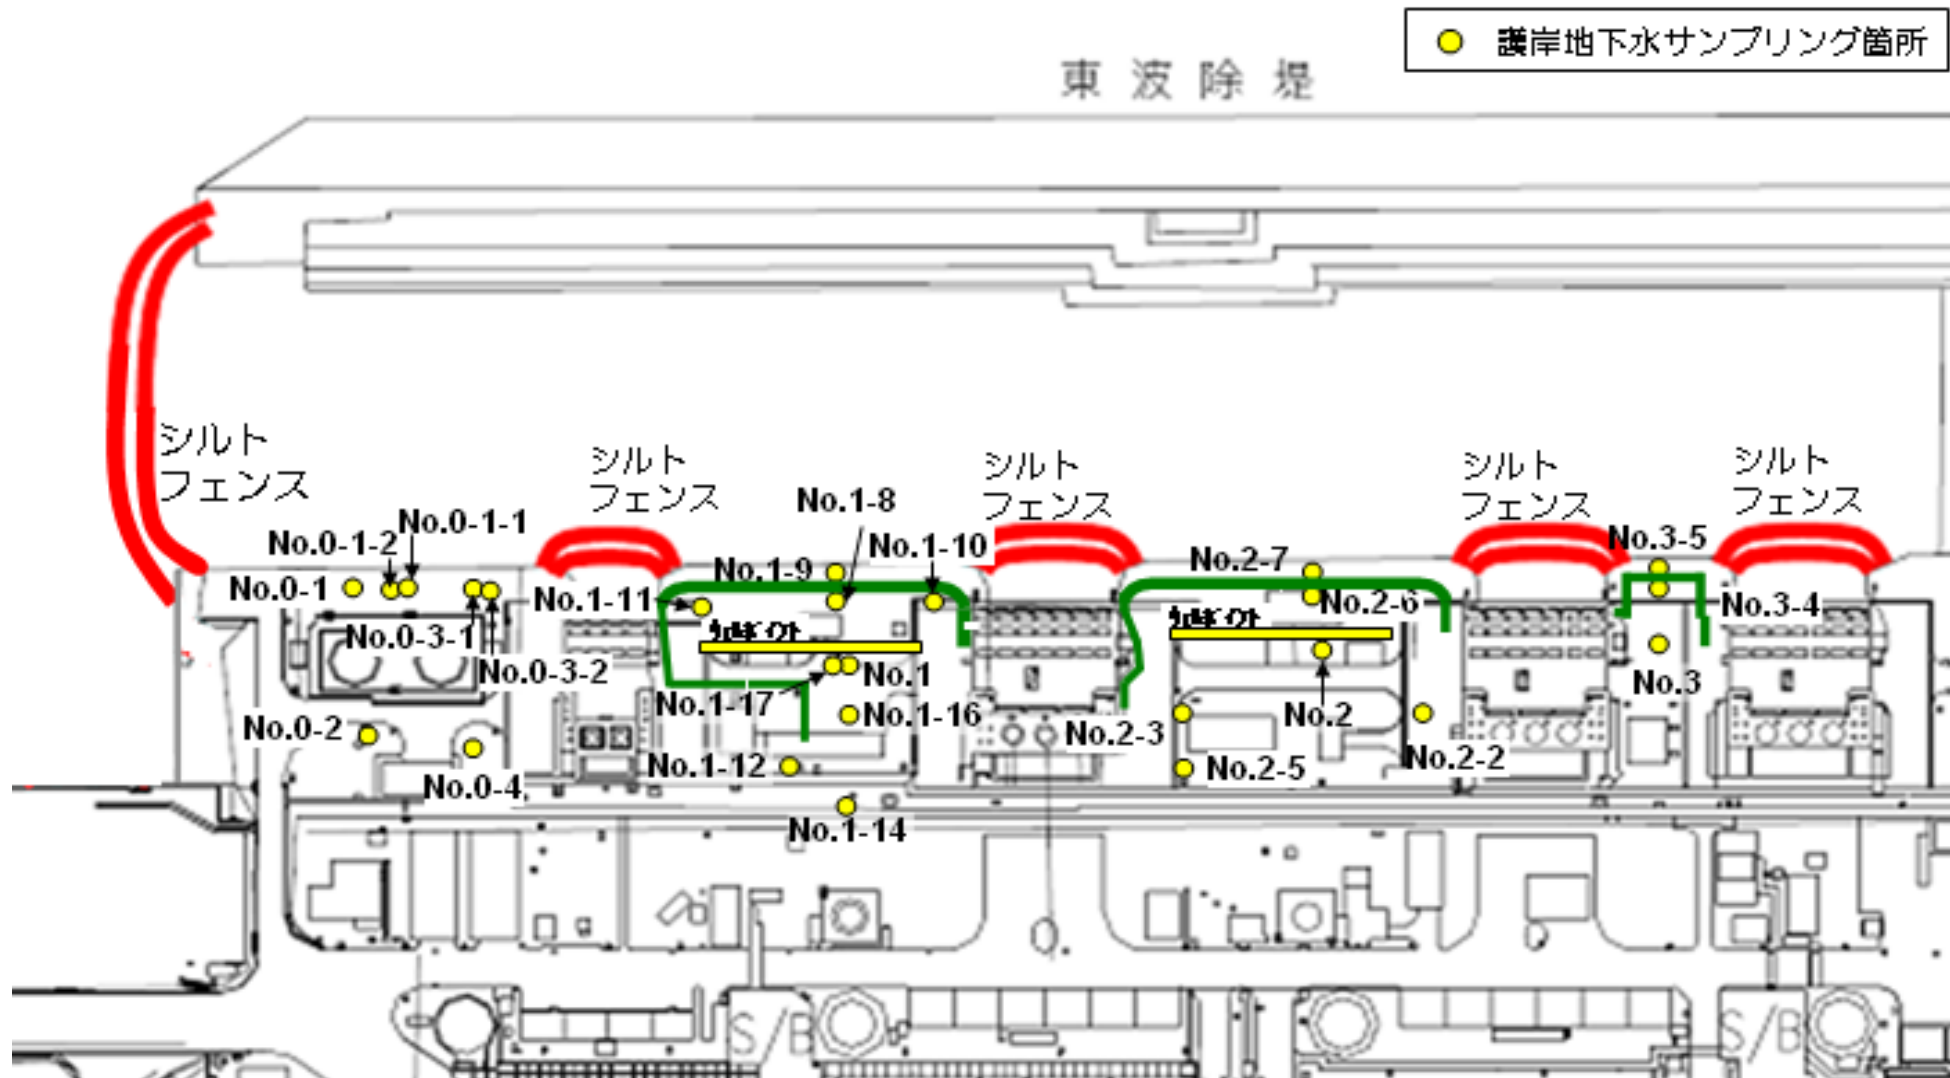 護岸地下水サンプリング箇所
東波除堤
シルト
フェンス
シルト
フェンス
シルト
フェンス
シルト
フェンス
シルト
フェンス
No.0-1-1
No.0-1-2
No.0-1
No.0-3-1
No.0-3-2
No.0-2
No.0-4
No.1-8
No.1-10
No.1-9
No.1-11
No.1
No.1-17
No.1-16
No.1-12
No.1-14
No.2-7
No.2-6
No.2
No.2-3
No.2-5
No.2-2
No.3-5
No.3-4
No.3
S/B
S/B